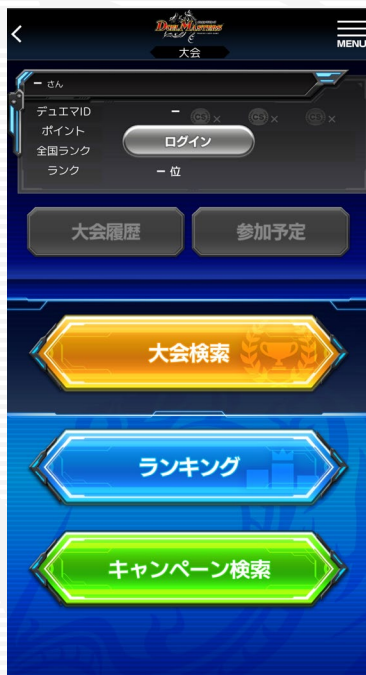 DUEL MASTERS
大会
MENU
ー さん
デュエマID ー
ポイント
全国ランク
ランク ー 位
ログイン
大会履歴
参加予定
大会検索
ランキング
キャンペーン検索